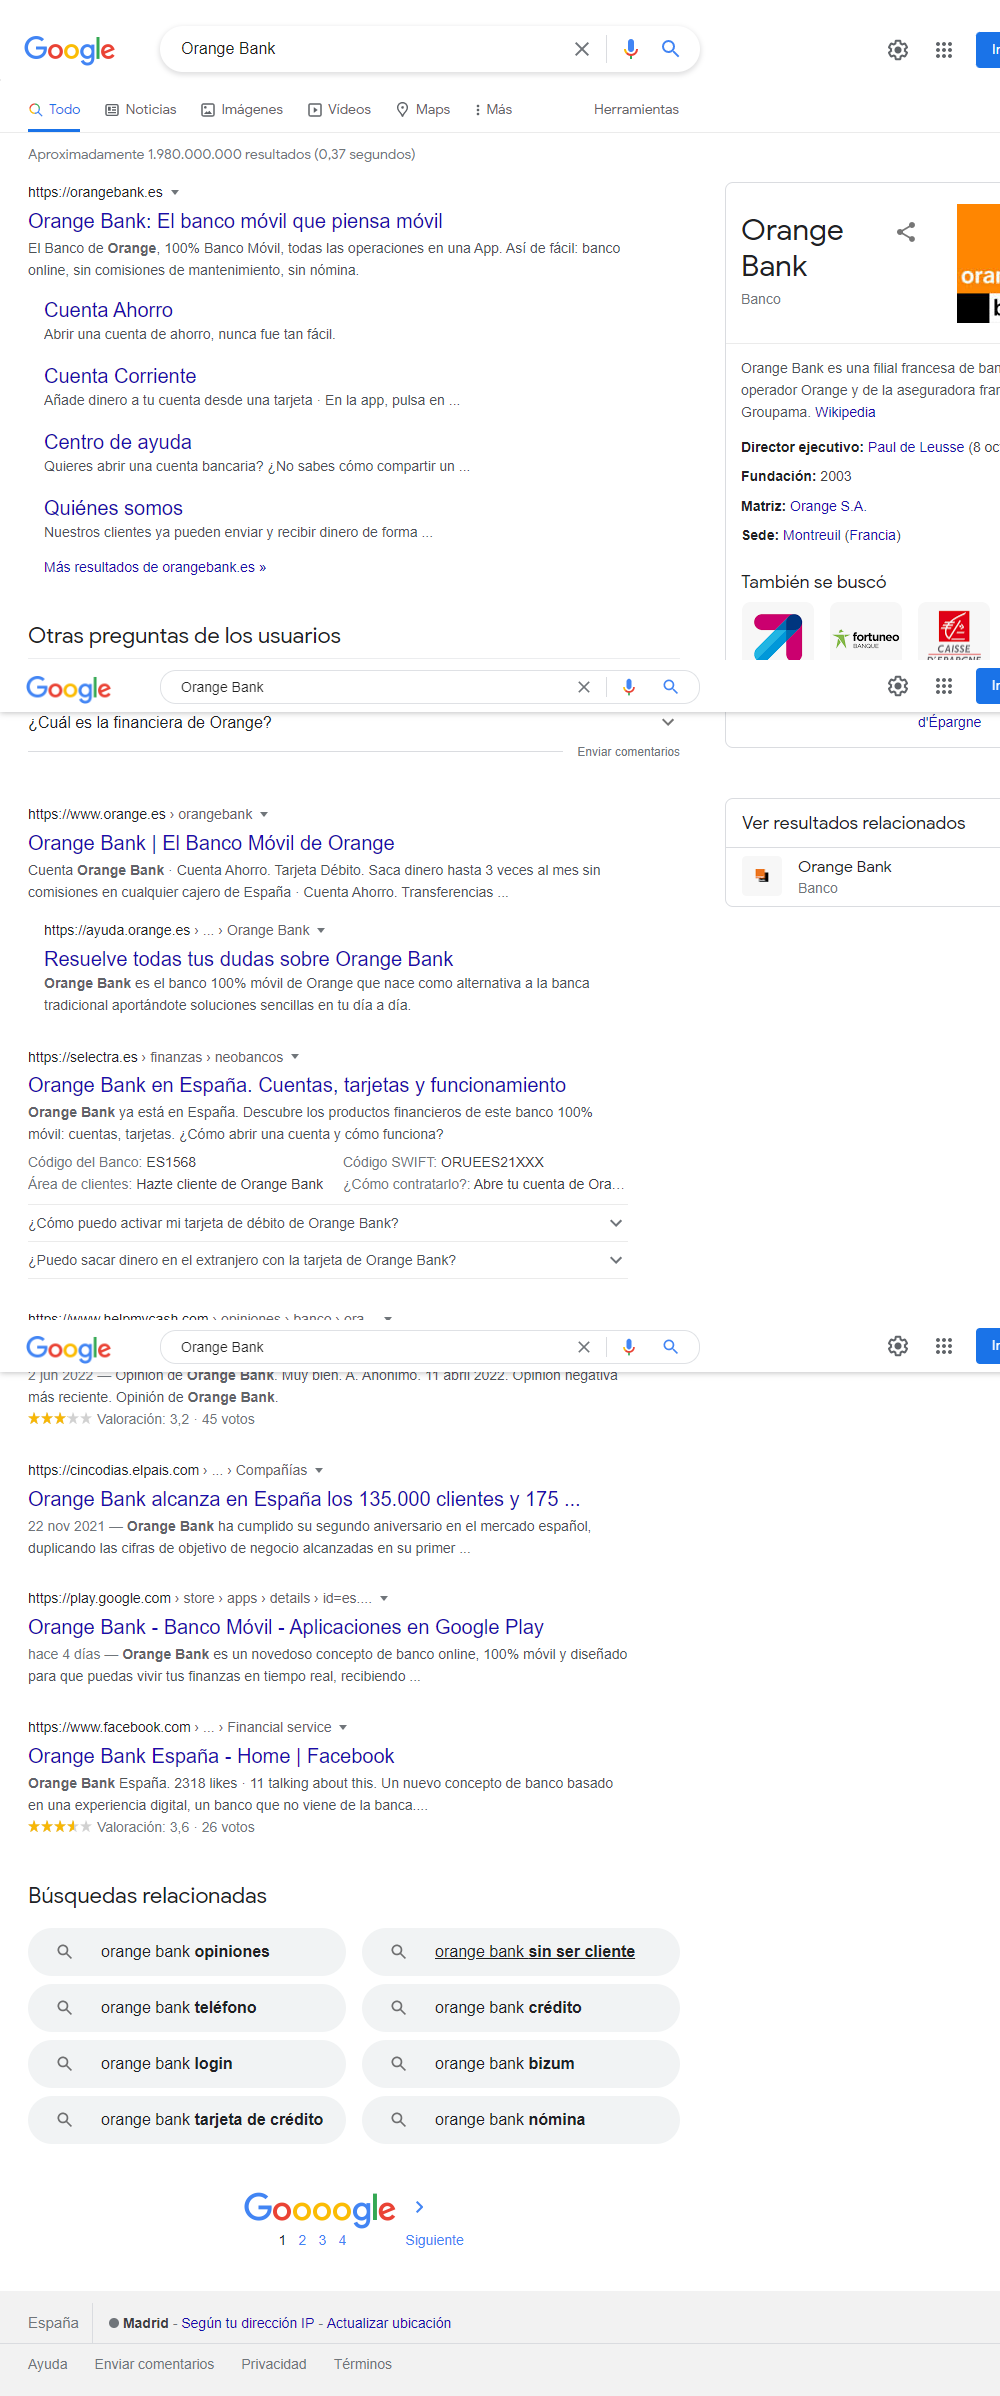 Google
Orange Bank
In
Todo
Noticias
Imágenes
Vídeos
Maps
Más
Herramientas
Aproximadamente 1.980.000.000 resultados (0,37 segundos)
https://orangebank.es
Orange Bank: El banco móvil que piensa móvil
El Banco de Orange, 100% Banco Móvil, todas las operaciones en una App. Así de fácil: banco
online, sin comisiones de mantenimiento, sin nómina.
Cuenta Ahorro
Abrir una cuenta de ahorro, nunca fue tan fácil.
Cuenta Corriente
Añade dinero a tu cuenta desde una tarjeta · En la app, pulsa en ...
Centro de ayuda
Quieres abrir una cuenta bancaria? ¿No sabes cómo compartir un ...
Quiénes somos
Nuestros clientes ya pueden enviar y recibir dinero de forma ...
Más resultados de orangebank.es »
Otras preguntas de los usuarios
Orange
Bank
Banco
Orange Bank es una filial francesa de
operador Orange y de la aseguradora
Groupama. Wikipedia
Director ejecutivo: Paul de Leusse (8
Fundación: 2003
Matriz: Orange S.A.
Sede: Montreuil (Francia)
También se buscó
fortuneo
BANQUE
CAISSE
D'EPARGNE
Google
Orange Bank
In
¿Cuál es la financiera de Orange?
Enviar comentarios
d'Épargne
https://www.orange.es › orangebank
Orange Bank | El Banco Móvil de Orange
Cuenta Orange Bank · Cuenta Ahorro. Tarjeta Débito. Saca dinero hasta 3 veces al mes sin
comisiones en cualquier cajero de España · Cuenta Ahorro. Transferencias ...
Ver resultados relacionados
Orange Bank
Banco
https://ayuda.orange.es › ... › Orange Bank
Resuelve todas tus dudas sobre Orange Bank
Orange Bank es el banco 100% móvil de Orange que nace como alternativa a la banca
tradicional aportándote soluciones sencillas en tu día a día.
https://selectra.es › finanzas › neobancos
Orange Bank en España. Cuentas, tarjetas y funcionamiento
Orange Bank ya está en España. Descubre los productos financieros de este banco 100%
móvil: cuentas, tarjetas. ¿Cómo abrir una cuenta y cómo funciona?
Código del Banco: ES1568
Código SWIFT: ORUEES21XXX
Área de clientes: Hazte cliente de Orange Bank
¿Cómo contratarlo?: Abre tu cuenta de Ora...
¿Cómo puedo activar mi tarjeta de débito de Orange Bank?
¿Puedo sacar dinero en el extranjero con la tarjeta de Orange Bank?
https://www.helpmycash.com › opiniones › banco › ora...
Google
Orange Bank
In
2 jun 2022 — Opinión de Orange Bank. Muy bien. A. Anónimo. 11 abril 2022. Opinión negativa
más reciente. Opinión de Orange Bank.
Valoración: 3,2 · 45 votos
https://cincodias.elpais.com › ... › Compañías
Orange Bank alcanza en España los 135.000 clientes y 175 ...
22 nov 2021 — Orange Bank ha cumplido su segundo aniversario en el mercado español,
duplicando las cifras de objetivo de negocio alcanzadas en su primer ...
https://play.google.com › store › apps › details › id=es....
Orange Bank - Banco Móvil - Aplicaciones en Google Play
hace 4 días — Orange Bank es un novedoso concepto de banco online, 100% móvil y diseñado
para que puedas vivir tus finanzas en tiempo real, recibiendo ...
https://www.facebook.com › ... › Financial service
Orange Bank España - Home | Facebook
Orange Bank España. 2318 likes · 11 talking about this. Un nuevo concepto de banco basado
en una experiencia digital, un banco que no viene de la banca....
Valoración: 3,6 · 26 votos
Búsquedas relacionadas
orange bank opiniones
orange bank sin ser cliente
orange bank teléfono
orange bank crédito
orange bank login
orange bank bizum
orange bank tarjeta de crédito
orange bank nómina
Goooogle
1 2 3 4 Siguiente
España
Madrid - Según tu dirección IP - Actualizar ubicación
Ayuda
Enviar comentarios
Privacidad
Términos